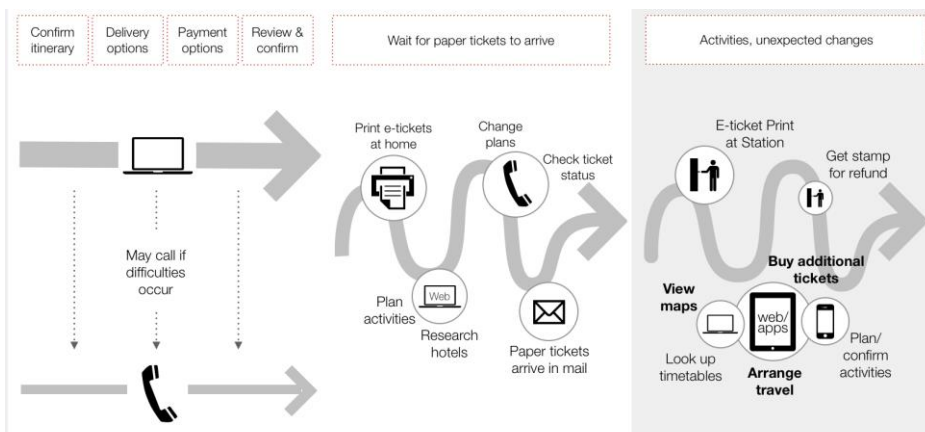 Confirm
itinerary
Delivery
options
Payment
options
Review &
confirm
Wait for paper tickets to arrive
Activities, unexpected changes
May call if
difficulties
occur
Print e-tickets
at home
Change
plans
Check ticket
status
Plan
activities
Web
Research
hotels
Paper tickets
arrive in mail
E-ticket Print
at Station
Get stamp
for refund
Buy additional
tickets
View
maps
web/
apps
Look up
timetables
Arrange
travel
Plan/
confirm
activities